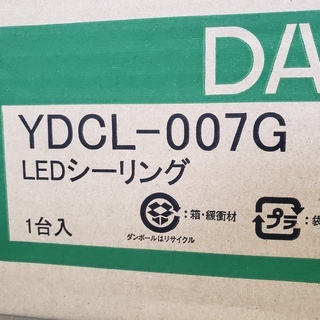 DA
YDCL-007G
LEDシーリング
1台入
:箱・緩衝材
ダンボールはリサイクル
プラ
:袋